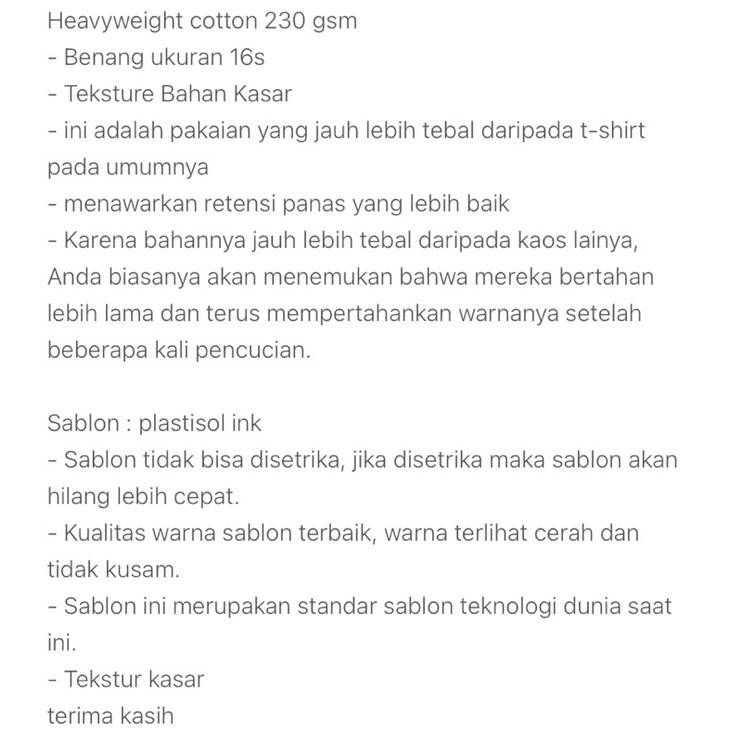 Heavyweight cotton 230 gsm
- Benang ukuran 16s
- Teksture Bahan Kasar
- ini adalah pakaian yang jauh lebih tebal daripada t-shirt
pada umumnya
- menawarkan retensi panas yang lebih baik
- Karena bahannya jauh lebih tebal daripada kaos lainya,
Anda biasanya akan menemukan bahwa mereka bertahan
lebih lama dan terus mempertahankan warnanya setelah
beberapa kali pencucian.

Sablon : plastisol ink
- Sablon tidak bisa disetrika, jika disetrika maka sablon akan
hilang lebih cepat.
- Kualitas warna sablon terbaik, warna terlihat cerah dan
tidak kusam.
- Sablon ini merupakan standar sablon teknologi dunia saat
ini.
- Tekstur kasar
terima kasih